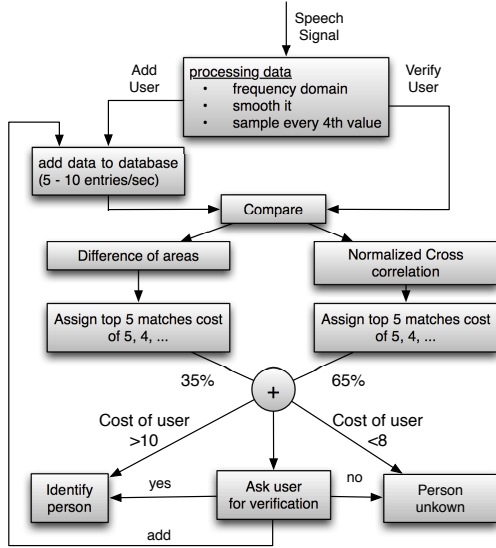 Speech
Signal
Add
User
processing data
• frequency domain
• smooth it
• sample every 4th value
Verify
User
add data to database
(5 - 10 entries/sec)
Compare
Difference of areas
Normalized Cross
correlation
Assign top 5 matches cost
of 5, 4, ...
Assign top 5 matches cost
of 5, 4, ...
35%
65%
+
Cost of user
>10
Cost of user
<8
Identify
person
yes
Ask user
for verification
no
Person
unkown
add